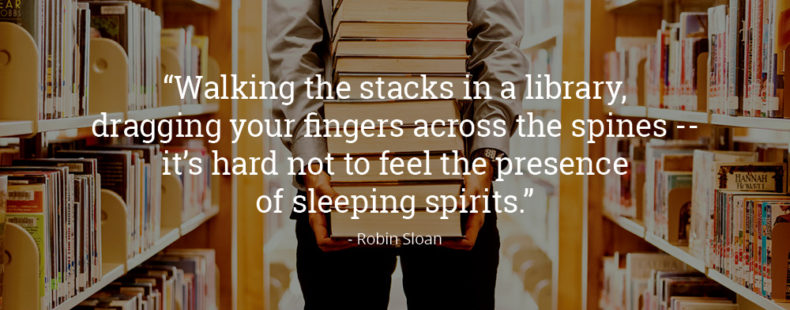 “Walking the stacks in a library,
dragging your fingers across the spines --
it’s hard not to feel the presence
of sleeping spirits.”
- Robin Sloan
HANNAH
HOWELL